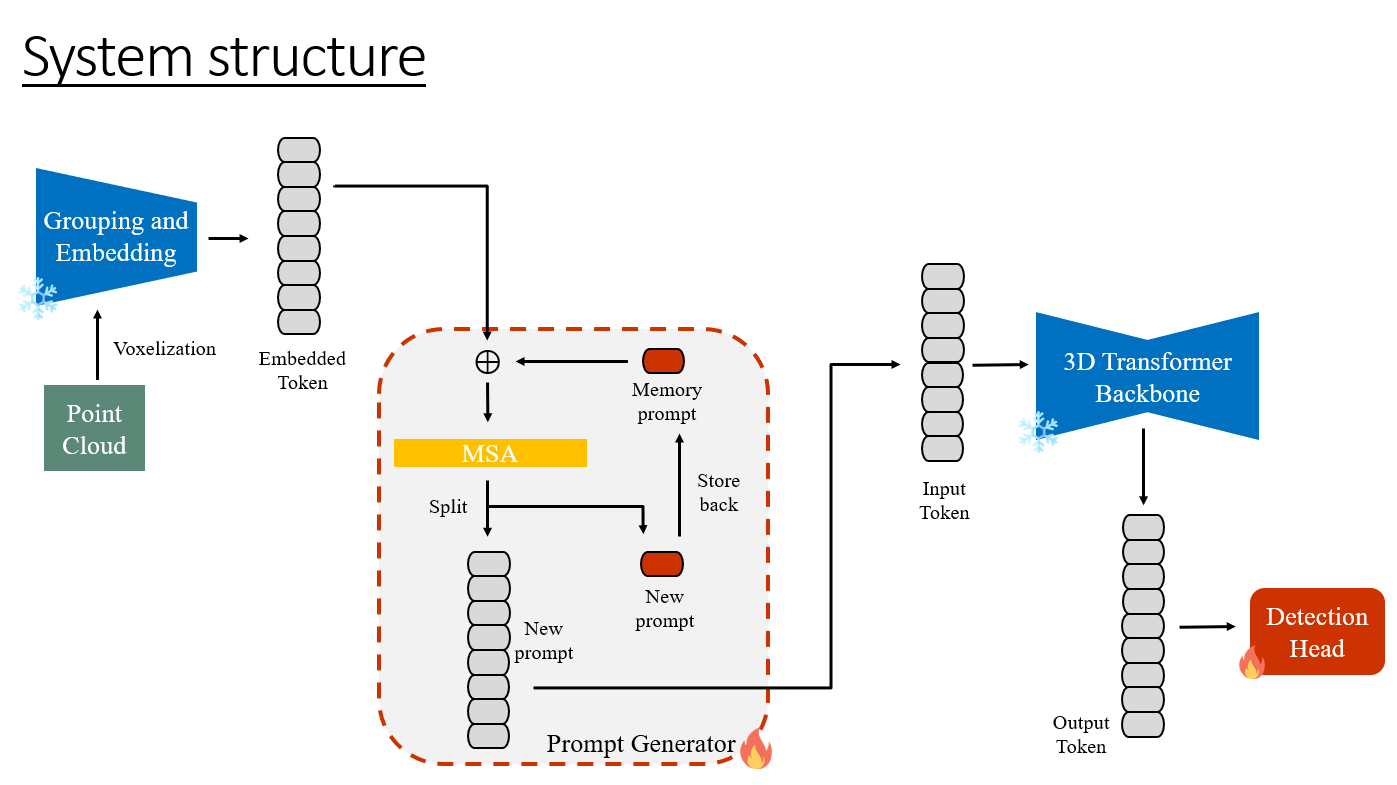 System structure
Grouping and
Embedding
Voxelization
Point
Cloud
Embedded
Token
Memory
prompt
MSA
Split
Store
back
New
prompt
New
prompt
Prompt Generator
Input
Token
3D Transformer
Backbone
Output
Token
Detection
Head